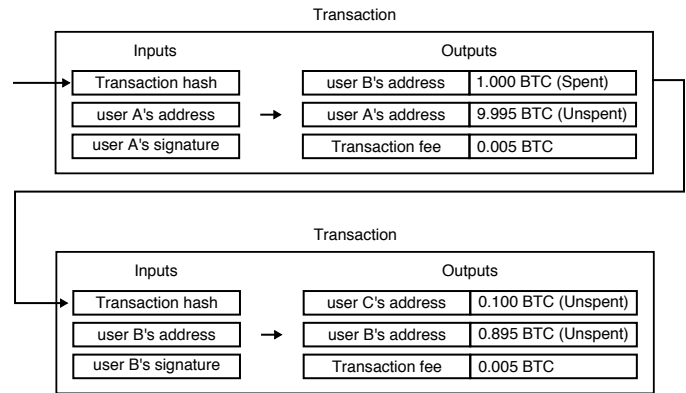 Transaction
Inputs Outputs
Transaction hash user B's address 1.000 BTC (Spent)
user A's address user A's address 9.995 BTC (Unspent)
user A's signature Transaction fee 0.005 BTC
Transaction
Inputs Outputs
Transaction hash user C's address 0.100 BTC (Unspent)
user B's address user B's address 0.895 BTC (Unspent)
user B's signature Transaction fee 0.005 BTC